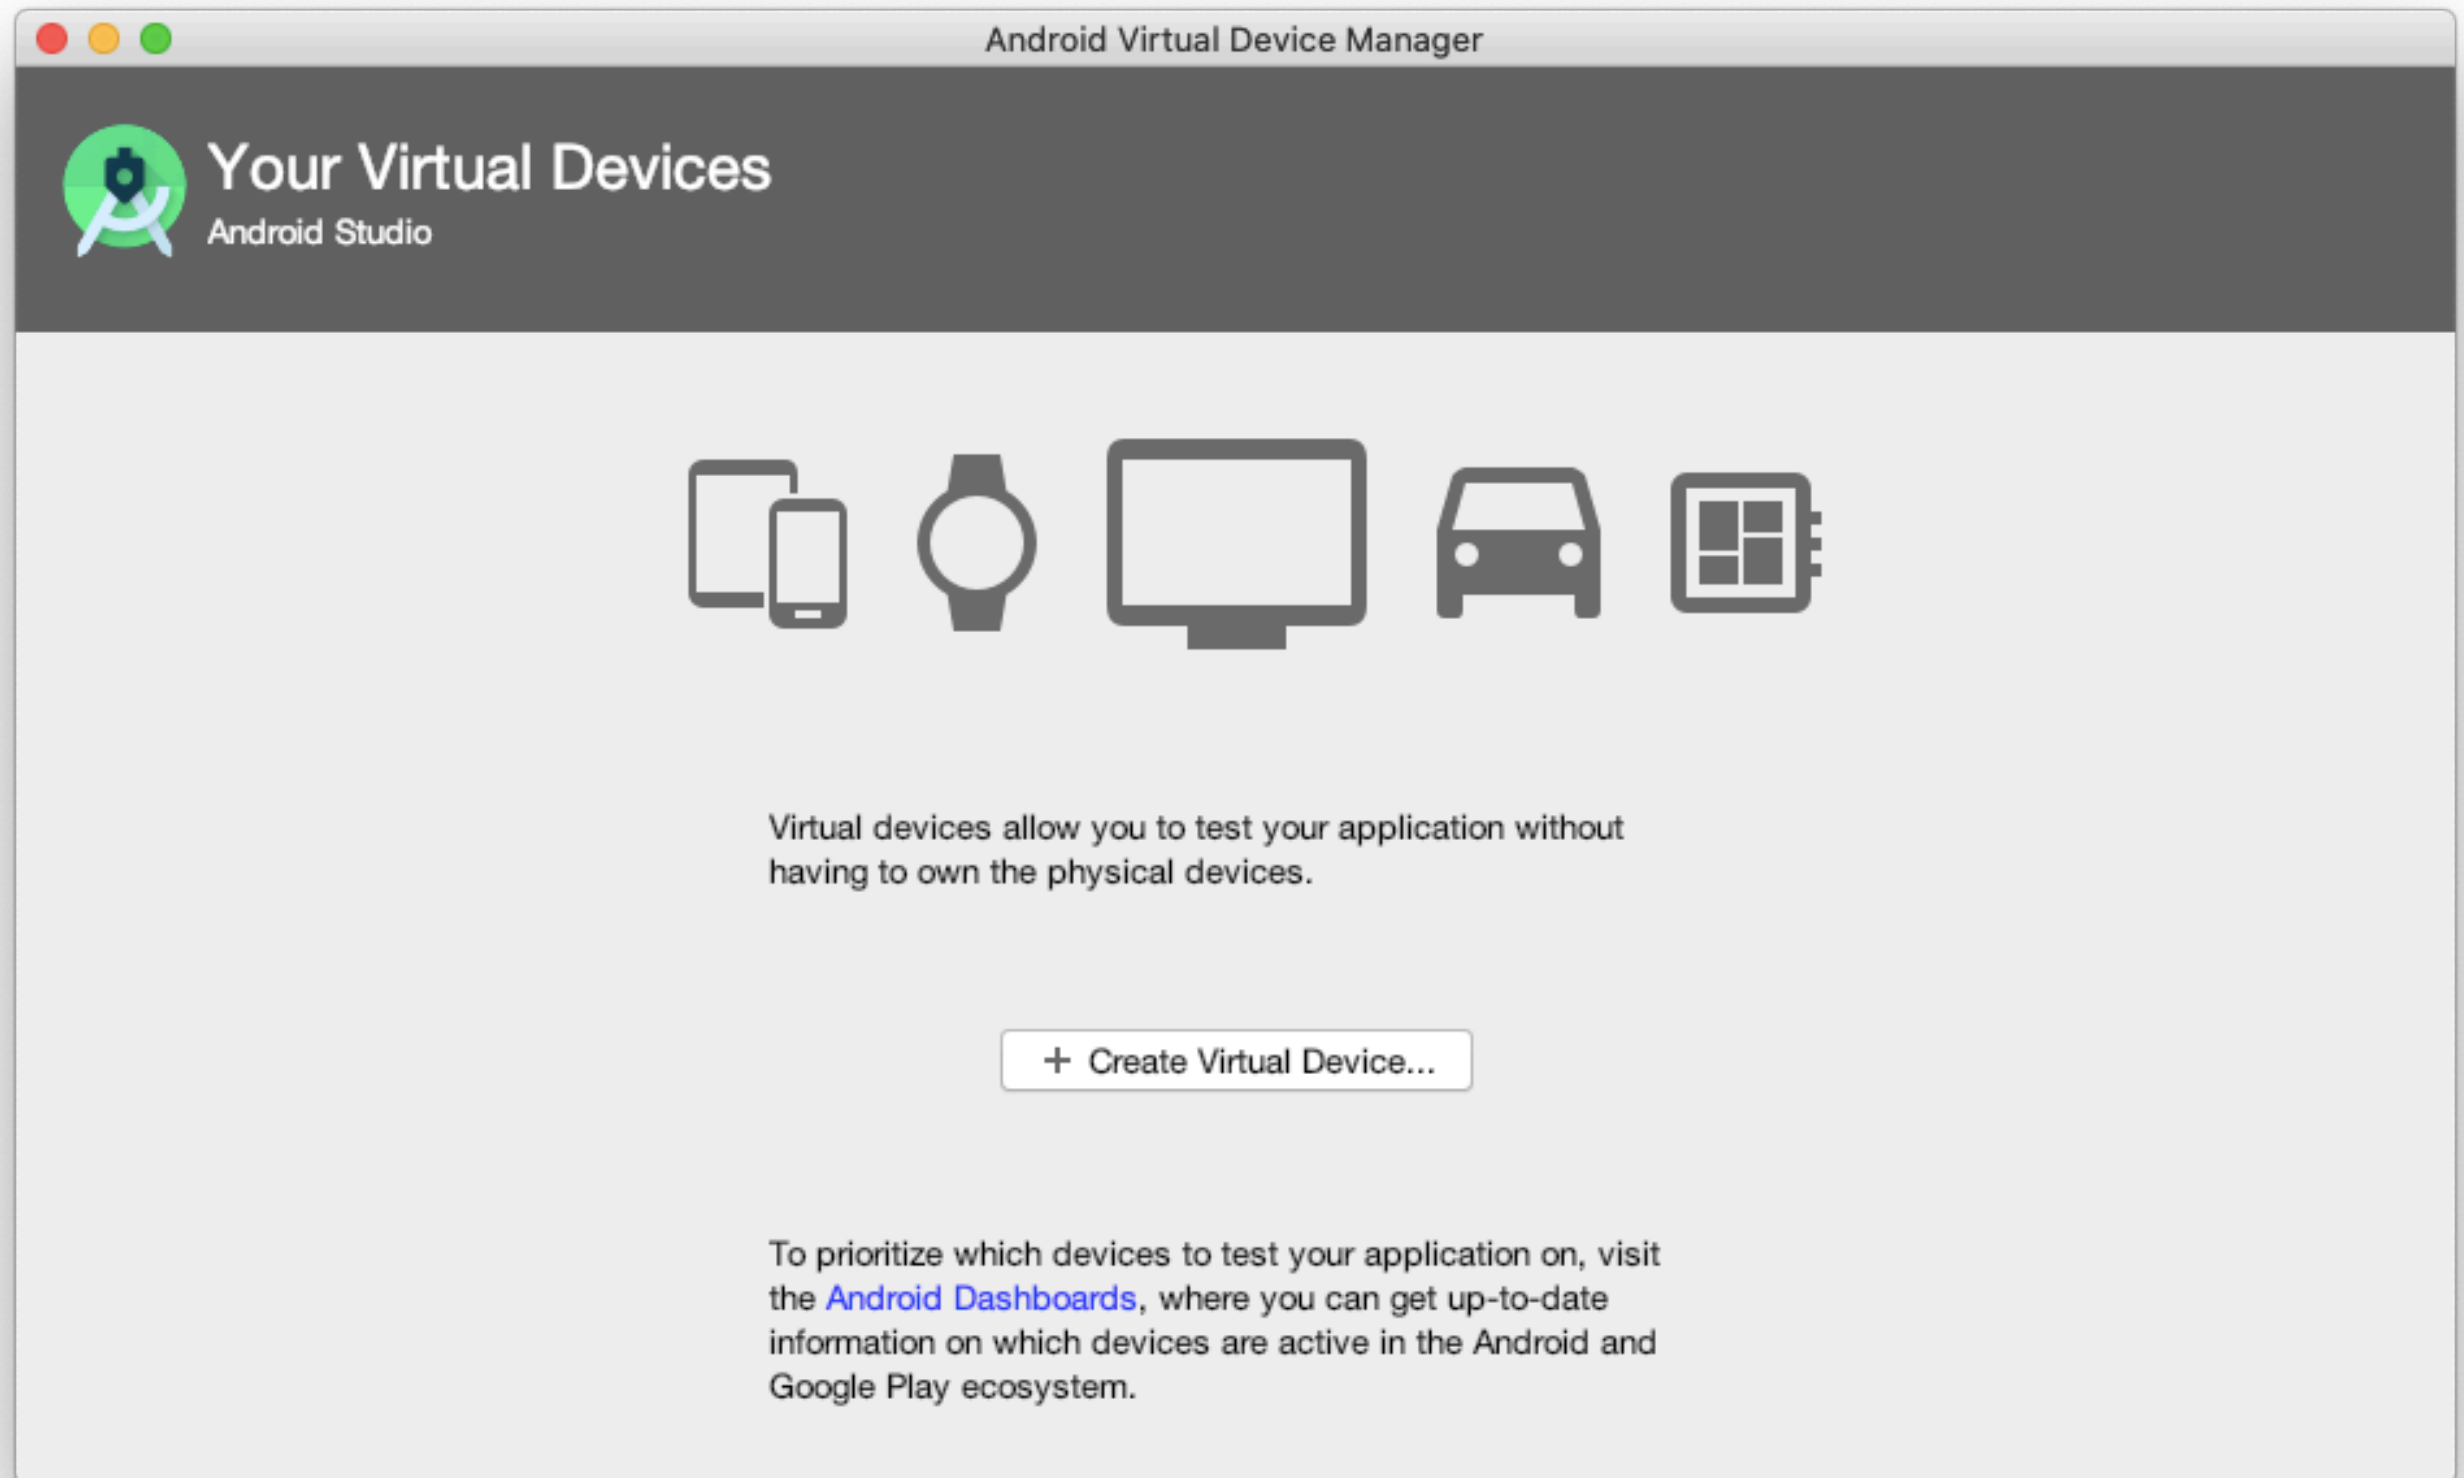 Android Virtual Device Manager
Your Virtual Devices
Android Studio
Virtual devices allow you to test your application without
having to own the physical devices.
+ Create Virtual Device...
To prioritize which devices to test your application on, visit
the Android Dashboards, where you can get up-to-date
information on which devices are active in the Android and
Google Play ecosystem.